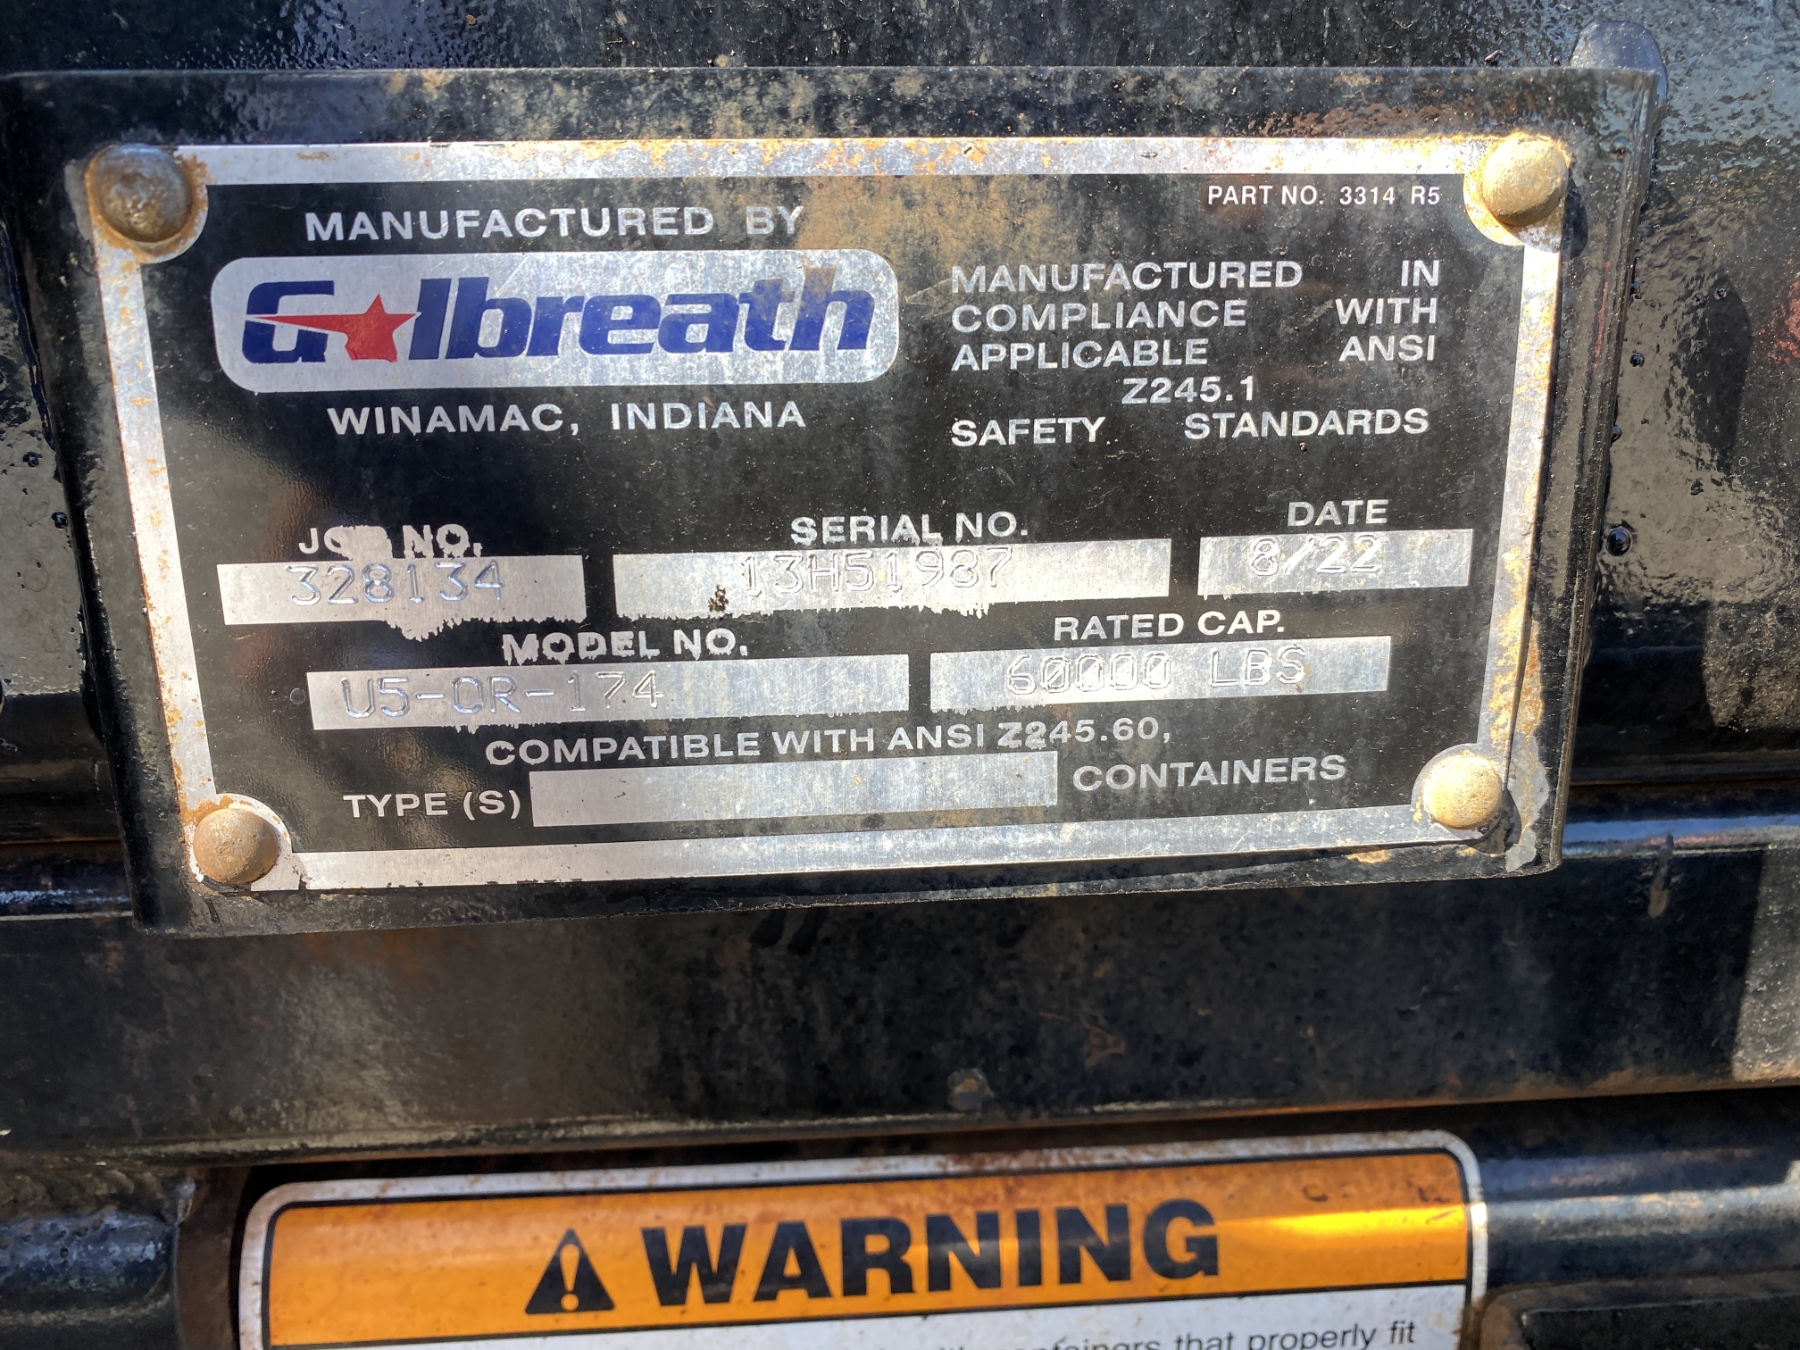 PART NO. 3314 R5
MANUFACTURED BY
Galbreath
WINAMAC, INDIANA
MANUFACTURED IN
COMPLIANCE WITH
APPLICABLE ANSI
Z245.1
SAFETY STANDARDS
JOB NO. SERIAL NO. DATE
328134 13H51987 8/22
MODEL NO. RATED CAP.
U5-OR-174 60000 LBS
COMPATIBLE WITH ANSI Z245.60,
TYPE (S) CONTAINERS
WARNING
containers that properly fit